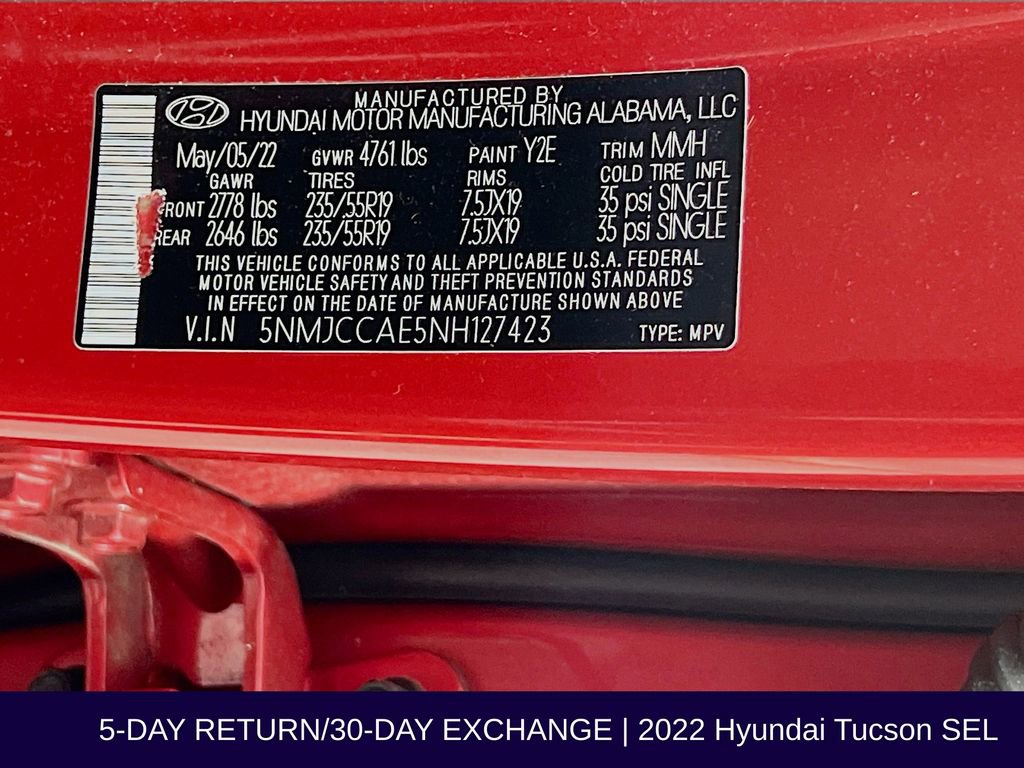 MANUFACTURED BY
HYUNDAI MOTOR MANUFACTURING ALABAMA, LLC
May/05/22 GVWR 4761 lbs PAINT Y2E TRIM MMH
GAWR TIRES RIMS COLD TIRE INFL
FRONT 2778 lbs 235/55R19 7.5JX19 35 psi SINGLE
REAR 2646 lbs 235/55R19 7.5JX19 35 psi SINGLE
THIS VEHICLE CONFORMS TO ALL APPLICABLE U.S.A. FEDERAL
MOTOR VEHICLE SAFETY AND THEFT PREVENTION STANDARDS
IN EFFECT ON THE DATE OF MANUFACTURE SHOWN ABOVE
V.I.N 5NMJCCAE5NH127423 TYPE: MPV
5-DAY RETURN/30-DAY EXCHANGE | 2022 Hyundai Tucson SEL